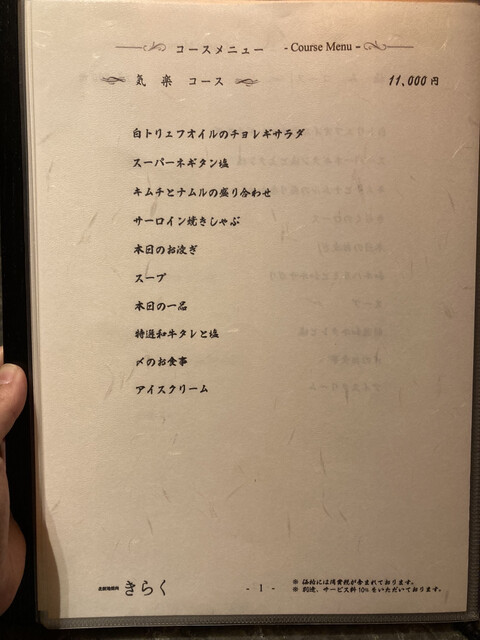 コースメニュー - Course Menu -
気 楽 コース 11,000円
白トリュフオイルのチョレギサラダ
スーパーネギタン塩
キムチとナムルの盛り合わせ
サーロイン焼きしゃぶ
本日のお凌ぎ
スープ
本日の一品
特選和牛タレと塩
〆のお食事
アイスクリーム
きらく
- 1 -
※ 価格には消費税が含まれております。
※ 別途、サービス料10%をいただいております。